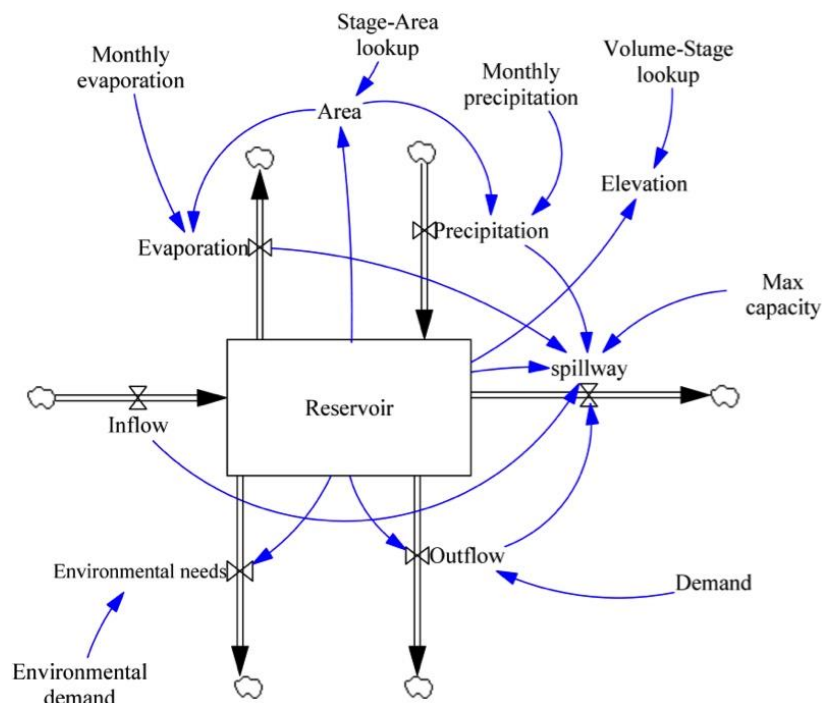 Stage-Area
lookup
Monthly
evaporation
Monthly
precipitation
Volume-Stage
lookup
Area
Elevation
Evaporation
Precipitation
Max
capacity
spillway
Reservoir
Inflow
Environmental needs
Outflow
Demand
Environmental
demand